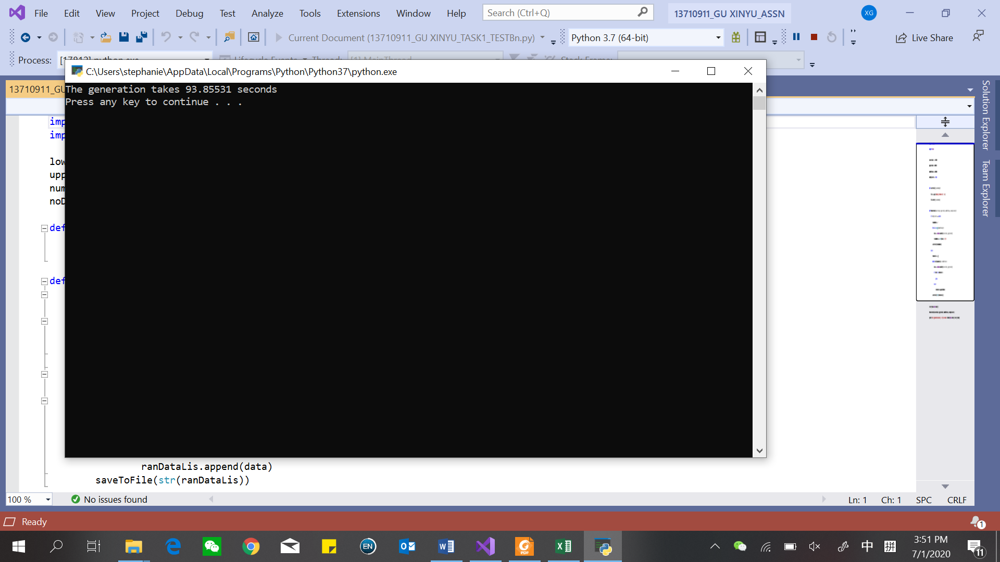 File Edit View Project Debug Test Analyze Tools Extensions Window Help Search (Ctrl+Q) 13710911_GU XINYU_ASSN XG
Current Document (13710911_GU XINYU_TASK1_TESTBn.py) Python 3.7 (64-bit) Live Share
Process:
C:\Users\stephanie\AppData\Local\Programs\Python\Python37\python.exe
13710911_GU
The generation takes 93.85531 seconds
Press any key to continue . . .
imp
imp
low
upp
num
noD
def
def
ranDataLis.append(data)
saveToFile(str(ranDataLis))
Solution Explorer
Team Explorer
100 % No issues found Ln: 1 Ch: 1 SPC CRLF
Ready 1
EN
PDF
中 拼
3:51 PM
7/1/2020
11